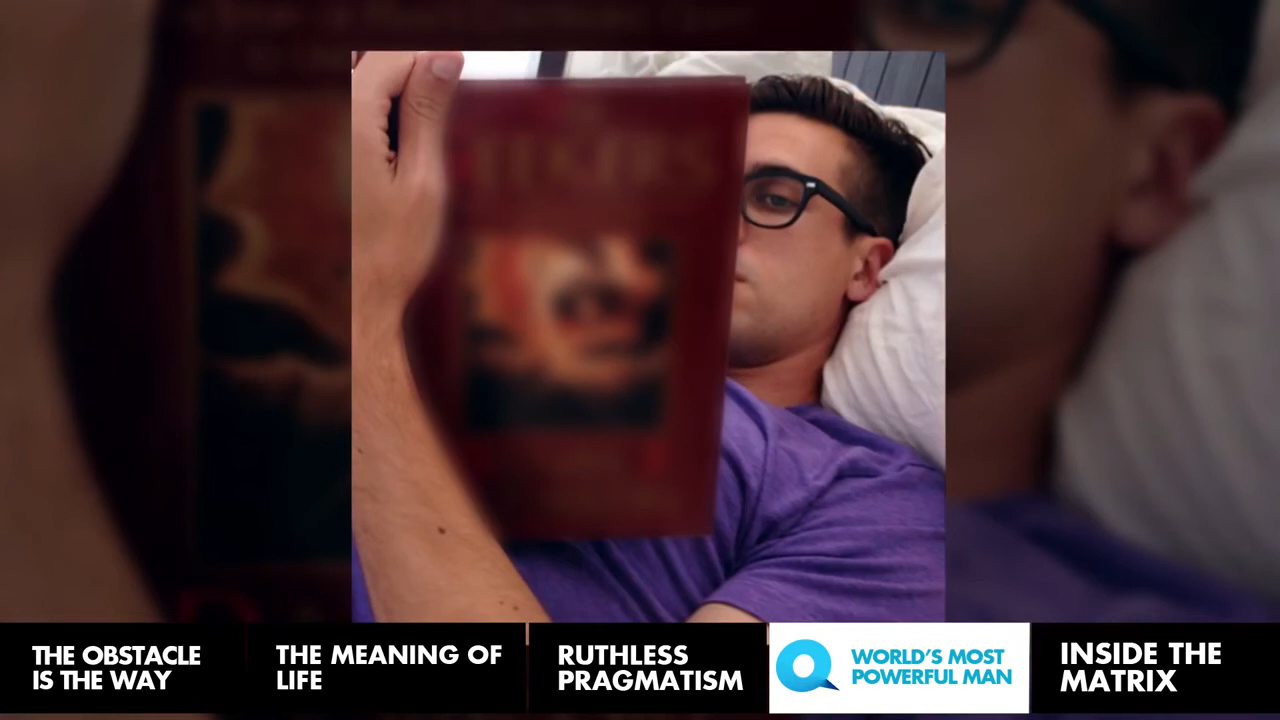 THE OBSTACLE
IS THE WAY
THE MEANING OF
LIFE
RUTHLESS
PRAGMATISM
WORLD'S MOST
POWERFUL MAN
INSIDE THE
MATRIX